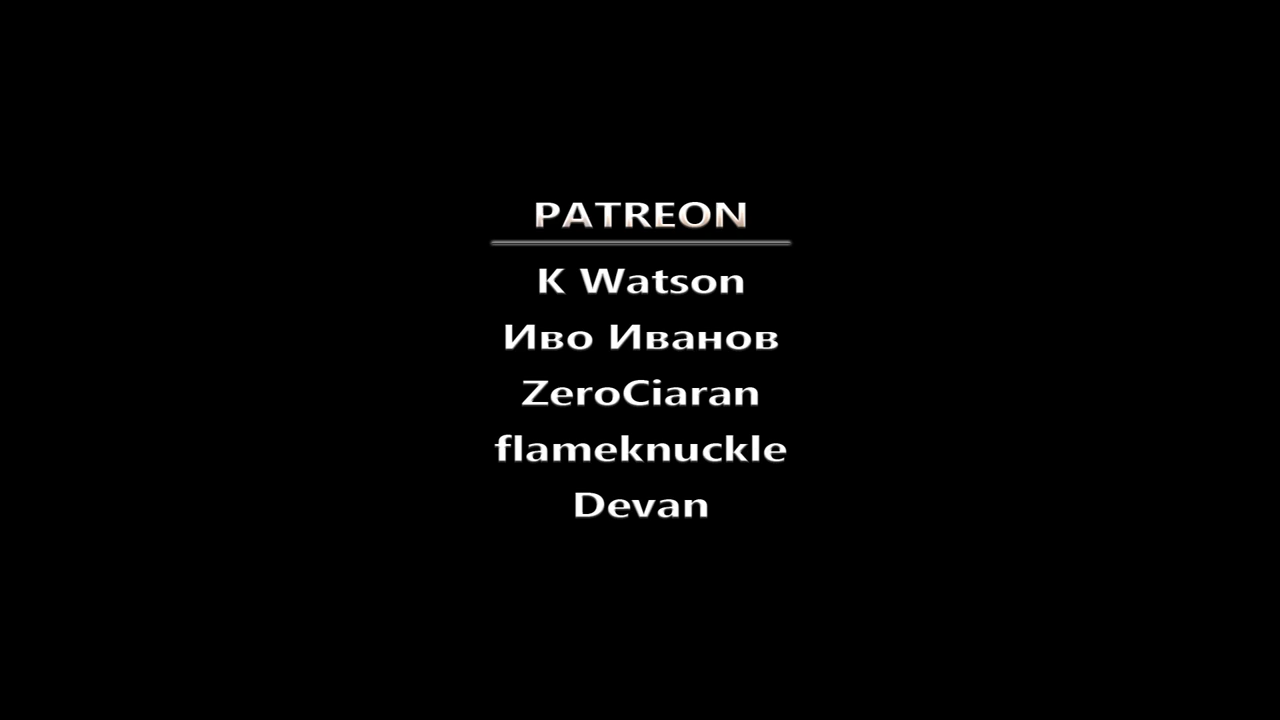 PATREON
K Watson
Иво Иванов
ZeroCiaran
flameknuckle
Devan